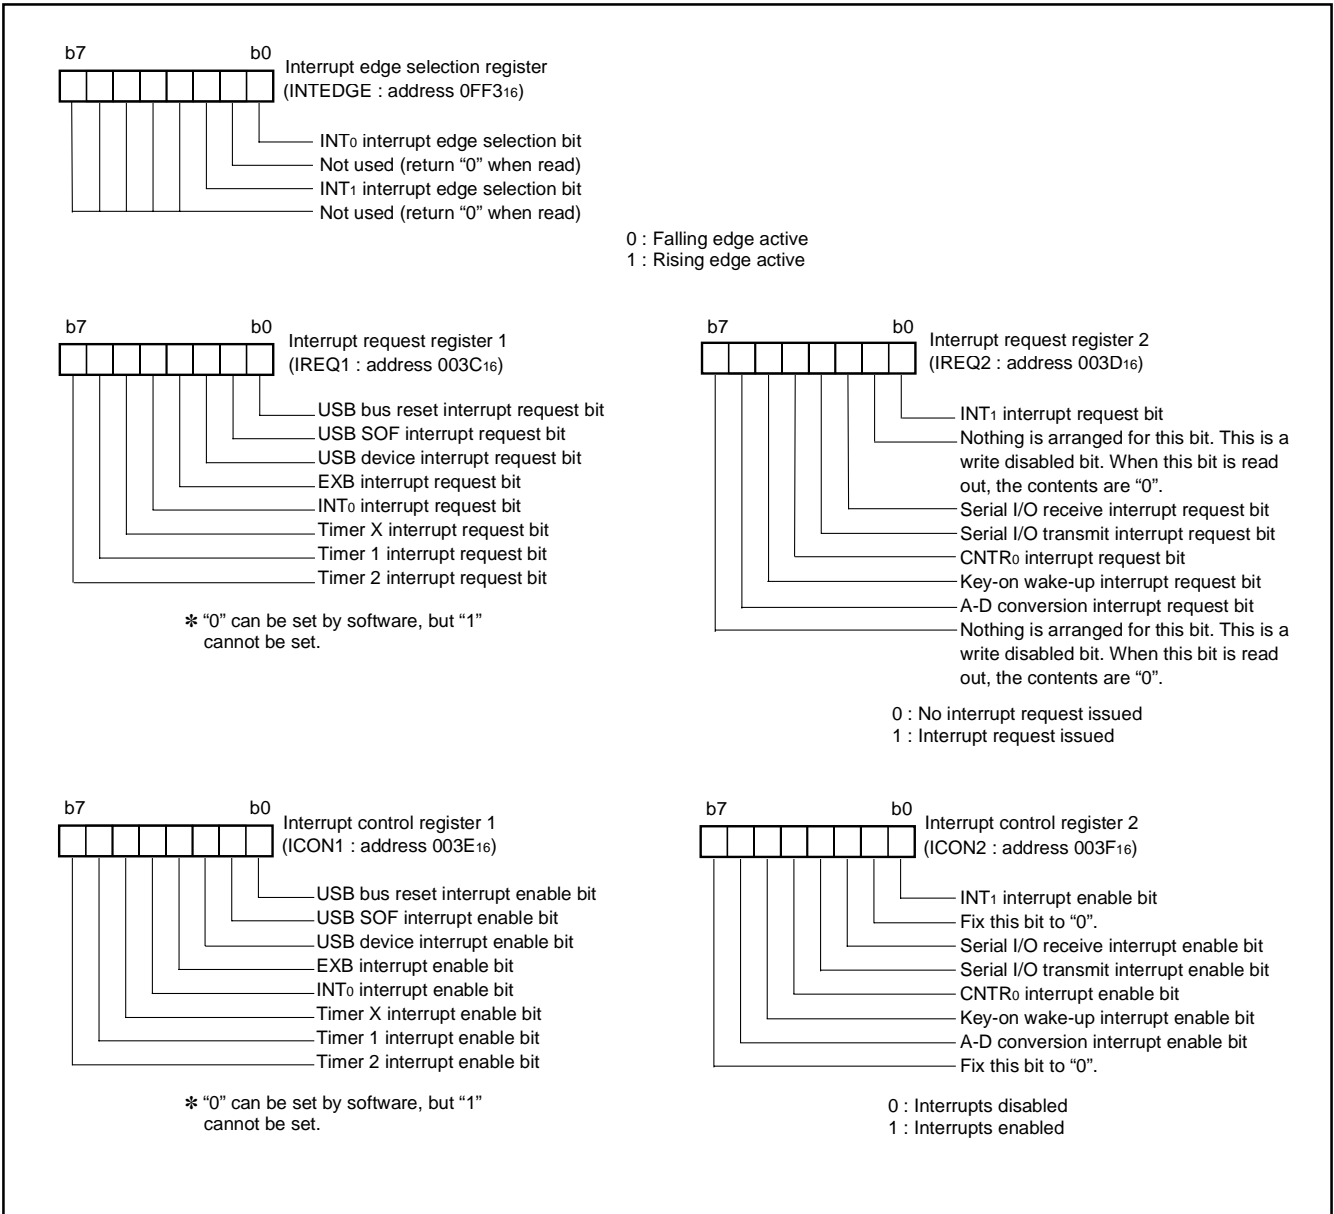 b7 b0
Interrupt edge selection register
(INTEDGE : address 0FF316)
INT0 interrupt edge selection bit
Not used (return “0” when read)
INT1 interrupt edge selection bit
Not used (return “0” when read)
0 : Falling edge active
1 : Rising edge active
b7 b0
Interrupt request register 1
(IREQ1 : address 003C16)
USB bus reset interrupt request bit
USB SOF interrupt request bit
USB device interrupt request bit
EXB interrupt request bit
INT0 interrupt request bit
Timer X interrupt request bit
Timer 1 interrupt request bit
Timer 2 interrupt request bit
✻ “0” can be set by software, but “1”
cannot be set.
b7 b0
Interrupt request register 2
(IREQ2 : address 003D16)
INT1 interrupt request bit
Nothing is arranged for this bit. This is a
write disabled bit. When this bit is read
out, the contents are “0”.
Serial I/O receive interrupt request bit
Serial I/O transmit interrupt request bit
CNTR0 interrupt request bit
Key-on wake-up interrupt request bit
A-D conversion interrupt request bit
Nothing is arranged for this bit. This is a
write disabled bit. When this bit is read
out, the contents are “0”.
0 : No interrupt request issued
1 : Interrupt request issued
b7 b0
Interrupt control register 1
(ICON1 : address 003E16)
USB bus reset interrupt enable bit
USB SOF interrupt enable bit
USB device interrupt enable bit
EXB interrupt enable bit
INT0 interrupt enable bit
Timer X interrupt enable bit
Timer 1 interrupt enable bit
Timer 2 interrupt enable bit
✻ “0” can be set by software, but “1”
cannot be set.
b7 b0
Interrupt control register 2
(ICON2 : address 003F16)
INT1 interrupt enable bit
Fix this bit to “0”.
Serial I/O receive interrupt enable bit
Serial I/O transmit interrupt enable bit
CNTR0 interrupt enable bit
Key-on wake-up interrupt enable bit
A-D conversion interrupt enable bit
Fix this bit to “0”.
0 : Interrupts disabled
1 : Interrupts enabled